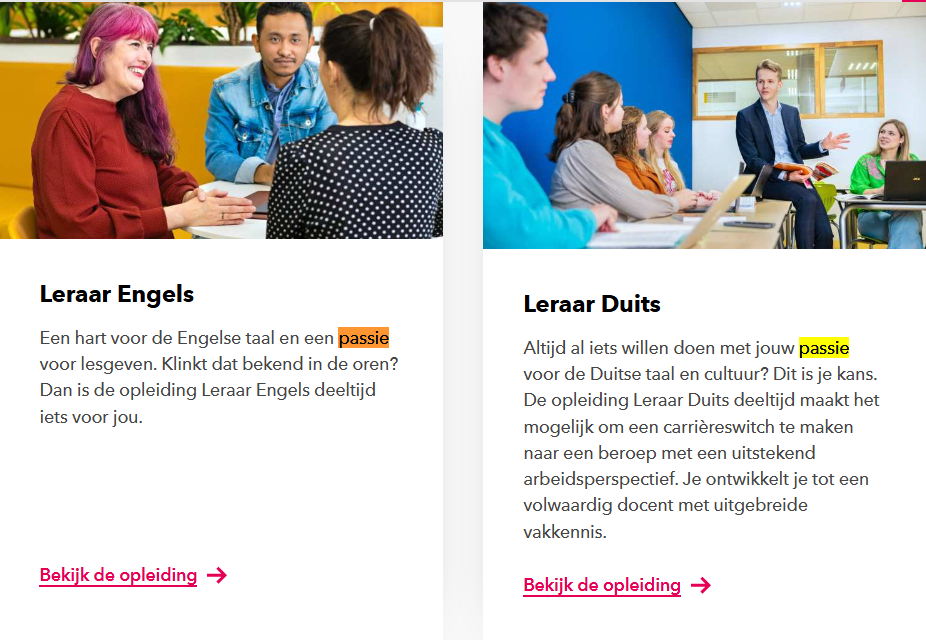 Leraar Engels
Een hart voor de Engelse taal en een passie
voor lesgeven. Klinkt dat bekend in de oren?
Dan is de opleiding Leraar Engels deeltijd
iets voor jou.
Bekijk de opleiding
Leraar Duits
Altijd al iets willen doen met jouw passie
voor de Duitse taal en cultuur? Dit is je kans.
De opleiding Leraar Duits deeltijd maakt het
mogelijk om een carrièreswitch te maken
naar een beroep met een uitstekend
arbeidsperspectief. Je ontwikkelt je tot een
volwaardig docent met uitgebreide
vakkennis.
Bekijk de opleiding